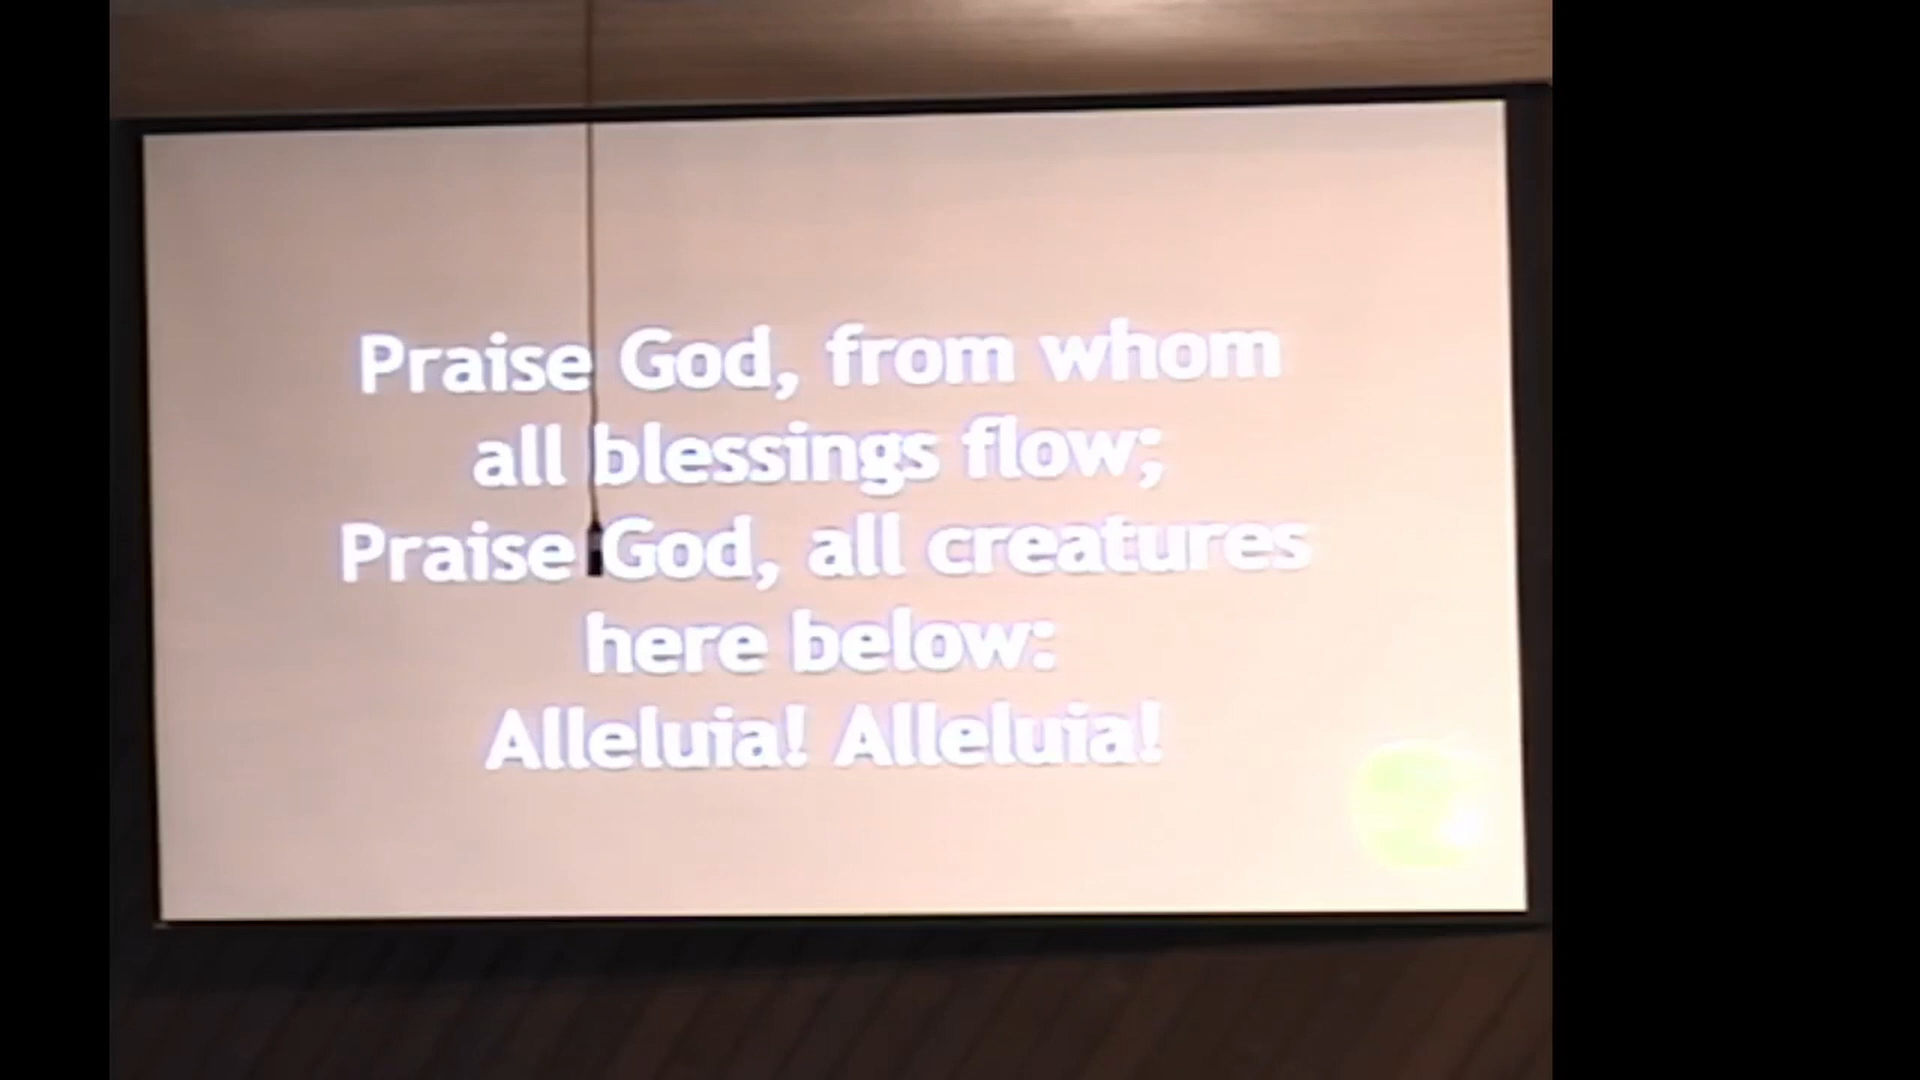 Praise God, from whom
all blessings flow;
Praise God, all creatures
here below:
Alleluia! Alleluia!